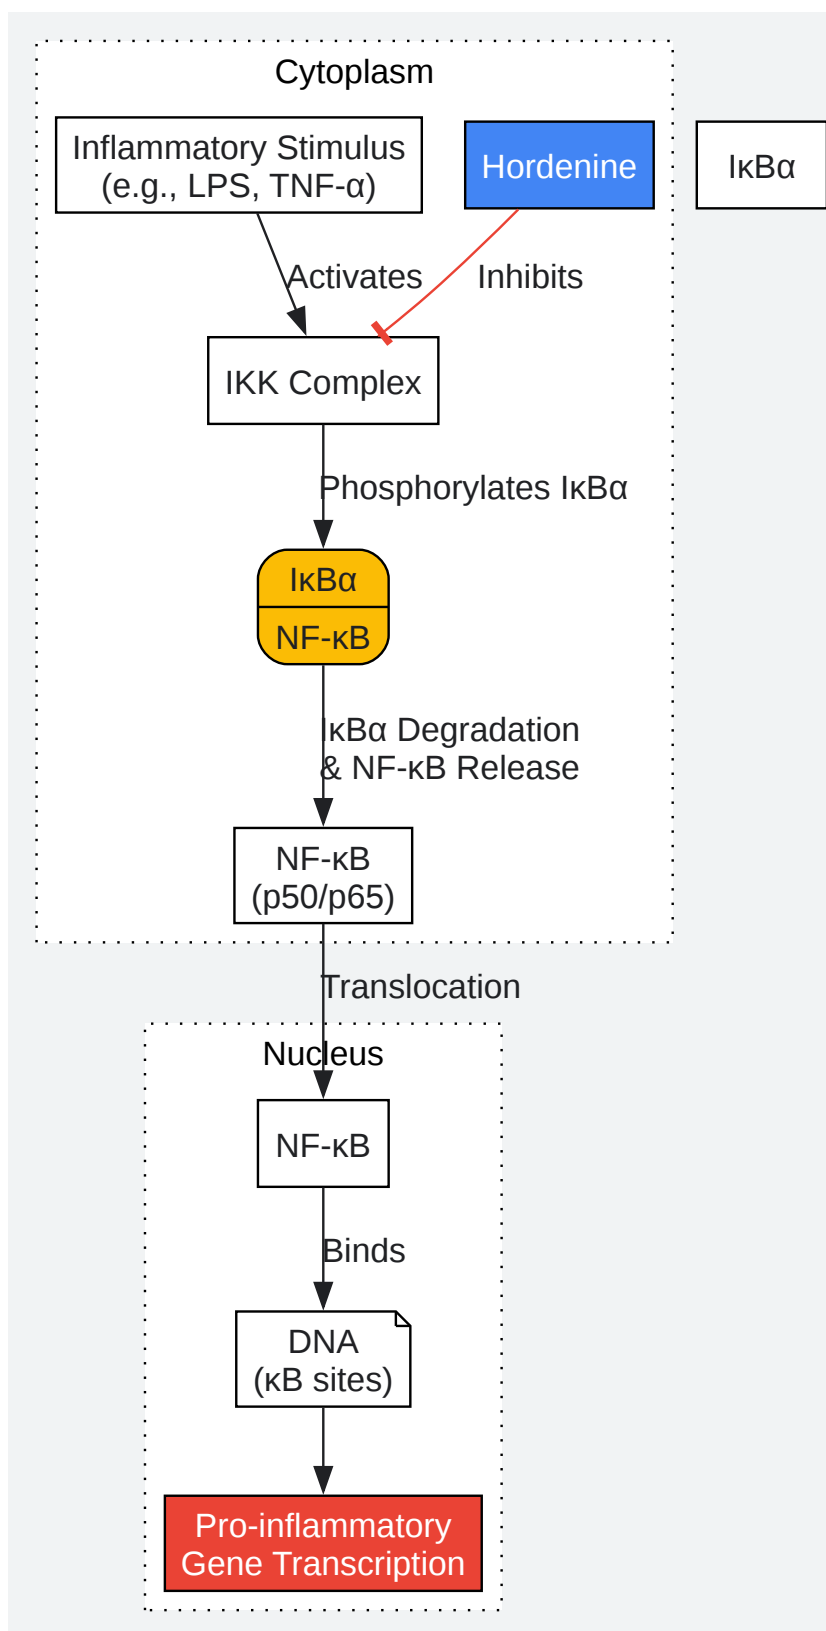 Cytoplasm
Inflammatory Stimulus
(e.g., LPS, TNF-α)
Hordenine
IκBα
Activates
Inhibits
IKK Complex
Phosphorylates IκBα
IκBα
NF-κB
IκBα Degradation
& NF-κB Release
NF-κB
(p50/p65)
Translocation
Nucleus
NF-κB
Binds
DNA
(κB sites)
Pro-inflammatory
Gene Transcription